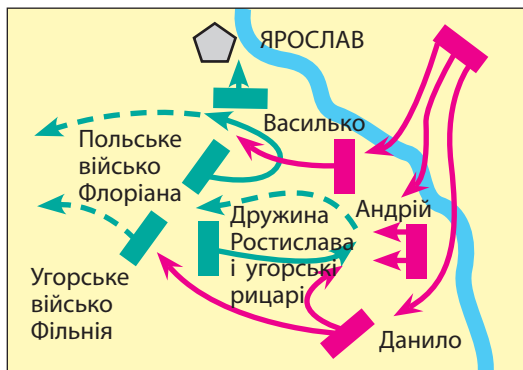 ЯРОСЛАВ
Василько
Польське
військо
Флоріана
Андрій
Дружина
Ростислава
і угорські
рицарі
Угорське
військо
Фільнія
Данило